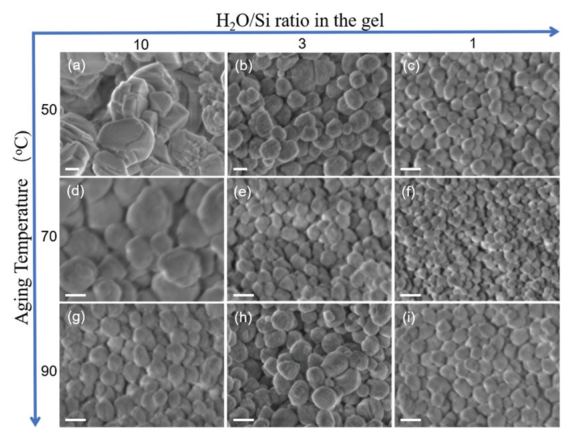 H₂O/Si ratio in the gel
10 3 1
Aging Temperature (°C)
50
(a) (b) (c)
70
(d) (e) (f)
90
(g) (h) (i)